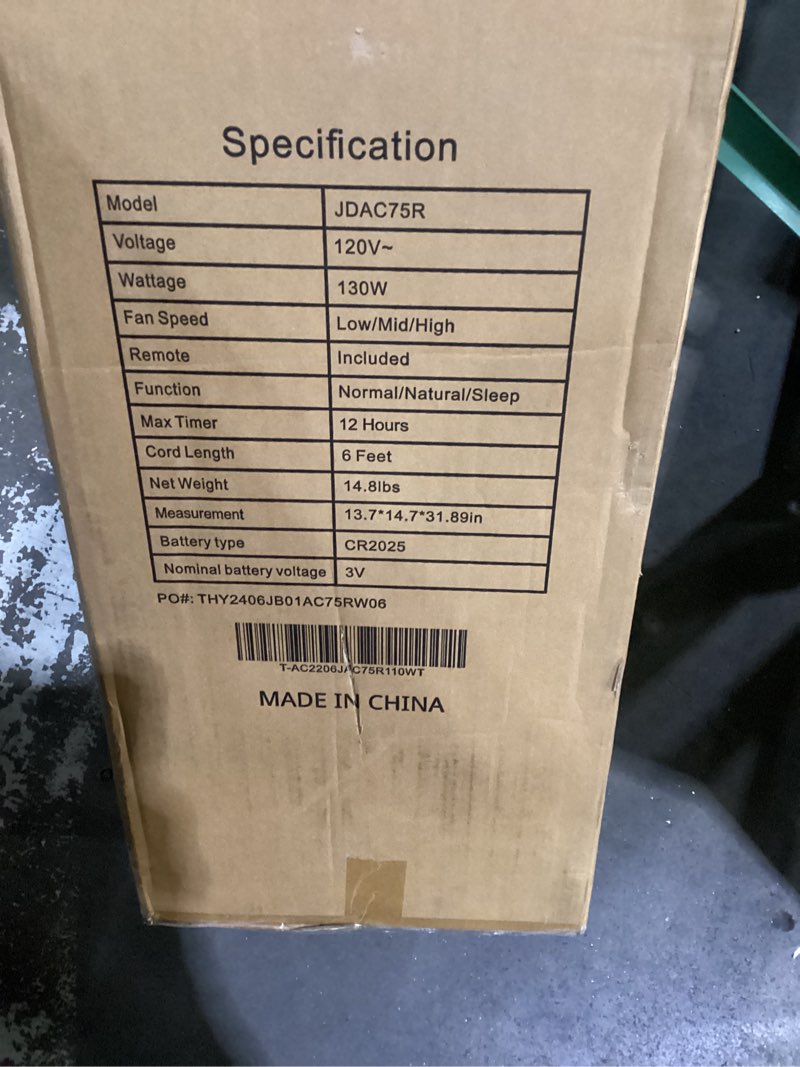 Specification
Model JDAC75R
Voltage 120V~
Wattage 130W
Fan Speed Low/Mid/High
Remote Included
Function Normal/Natural/Sleep
Max Timer 12 Hours
Cord Length 6 Feet
Net Weight 14.8lbs
Measurement 13.7*14.7*31.89in
Battery type CR2025
Nominal battery voltage 3V
PO#: THY2406JB01AC75RW06
T-AC2206JAC75R110WT
MADE IN CHINA